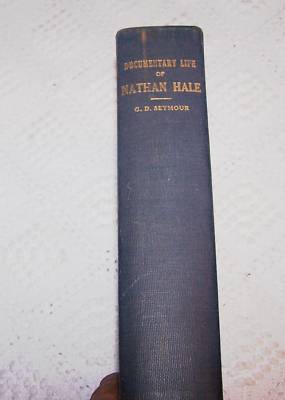 DOCUMENTARY LIFE
OF
NATHAN HALE
G. D. SEYMOUR